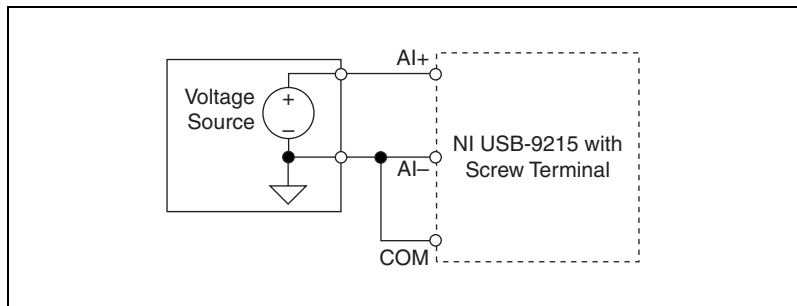 AI+
Voltage
Source
+
–
NI USB-9215 with
Screw Terminal
AI–
COM